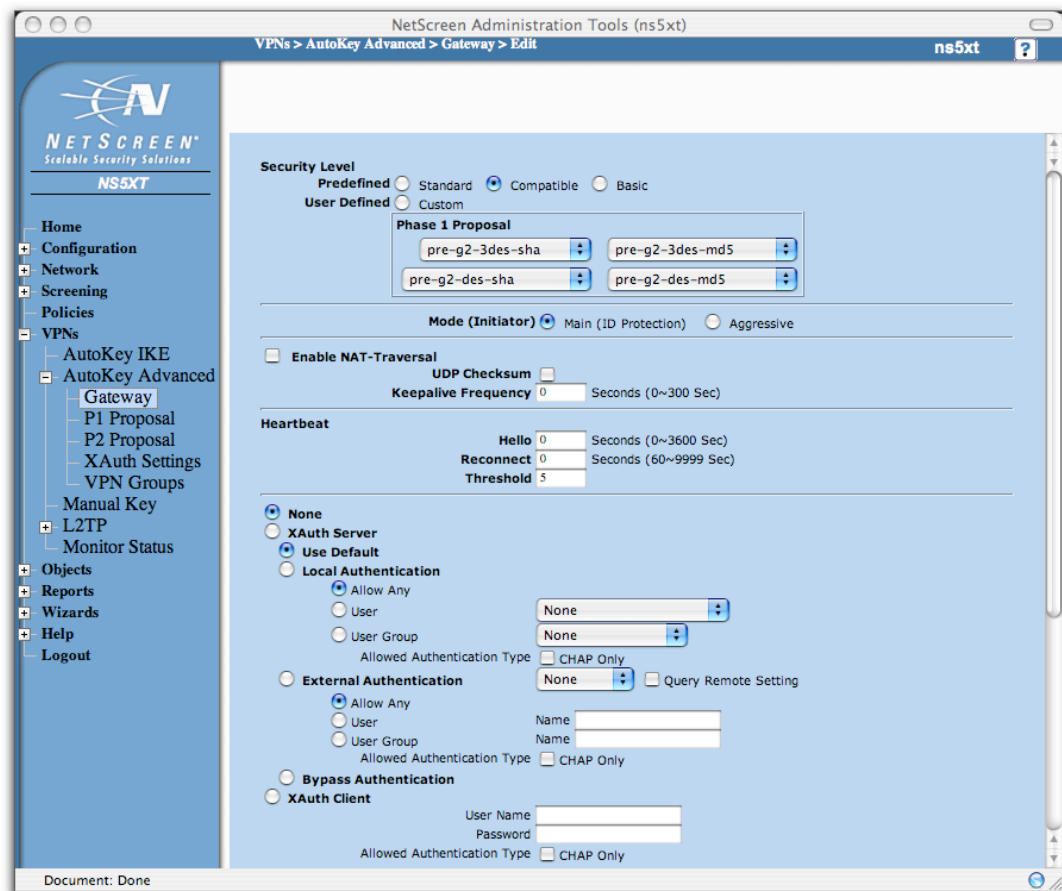 NetScreen Administration Tools (ns5xt)
VPNs > AutoKey Advanced > Gateway > Edit
ns5xt
?
N
NETSCREEN
Scalable Security Solutions
NS5XT
Home
Configuration
Network
Screening
Policies
VPNs
AutoKey IKE
AutoKey Advanced
Gateway
P1 Proposal
P2 Proposal
XAuth Settings
VPN Groups
Manual Key
L2TP
Monitor Status
Objects
Reports
Wizards
Help
Logout
Security Level
Predefined Standard Compatible Basic
User Defined Custom
Phase 1 Proposal
pre-g2-3des-sha pre-g2-3des-md5
pre-g2-des-sha pre-g2-des-md5
Mode (Initiator) Main (ID Protection) Aggressive
Enable NAT-Traversal
UDP Checksum
Keepalive Frequency 0 Seconds (0~300 Sec)
Heartbeat
Hello 0 Seconds (0~3600 Sec)
Reconnect 0 Seconds (60~9999 Sec)
Threshold 5
None
XAuth Server
Use Default
Local Authentication
Allow Any
User None
User Group None
Allowed Authentication Type CHAP Only
External Authentication None Query Remote Setting
Allow Any
User Name
User Group Name
Allowed Authentication Type CHAP Only
Bypass Authentication
XAuth Client
User Name
Password
Allowed Authentication Type CHAP Only
Document: Done